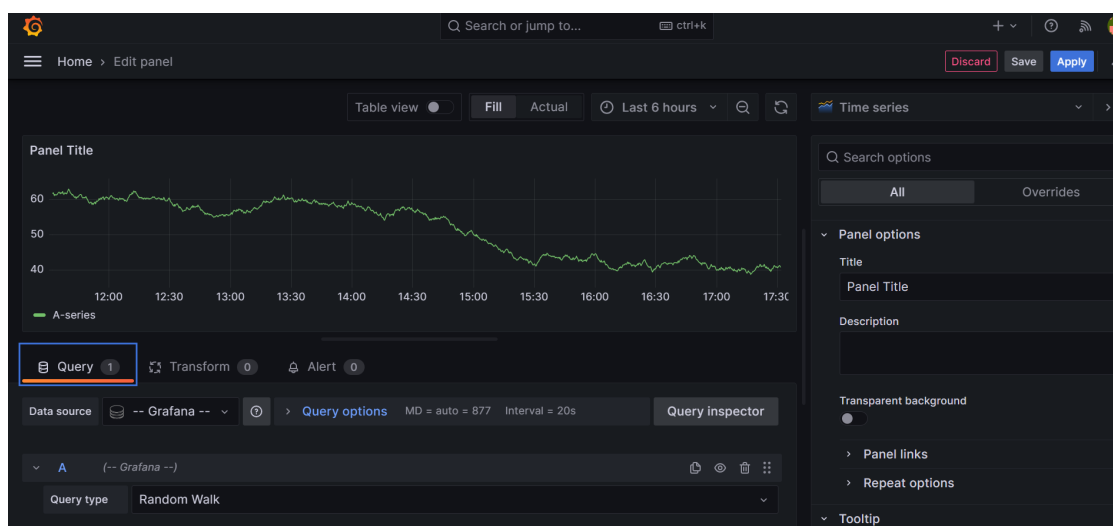 Search or jump to... ctrl+k
Home > Edit panel Discard Save Apply
Table view Fill Actual Last 6 hours Time series
Panel Title
60
50
40
12:00 12:30 13:00 13:30 14:00 14:30 15:00 15:30 16:00 16:30 17:00 17:30
A-series
Query 1 Transform 0 Alert 0
Data source -- Grafana -- Query options MD = auto = 877 Interval = 20s Query inspector
A (-- Grafana --)
Query type Random Walk
Search options
All Overrides
Panel options
Title
Panel Title
Description
Transparent background
Panel links
Repeat options
Tooltip